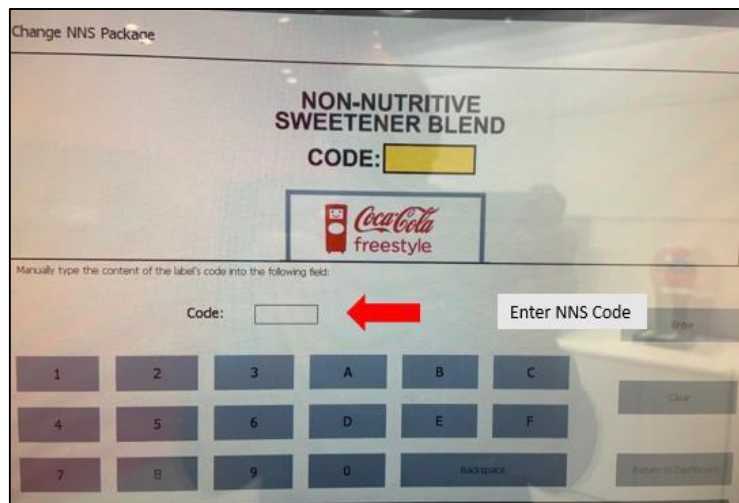 Change NNS Package
NON-NUTRITIVE
SWEETENER BLEND
CODE:
Coca-Cola
freestyle
Manually type the content of the label's code into the following field:
Code:
Enter NNS Code
Enter
1 2 3 A B C
Clear
4 5 6 D E F
7 8 9 0 Backspace
Return to Dashboard